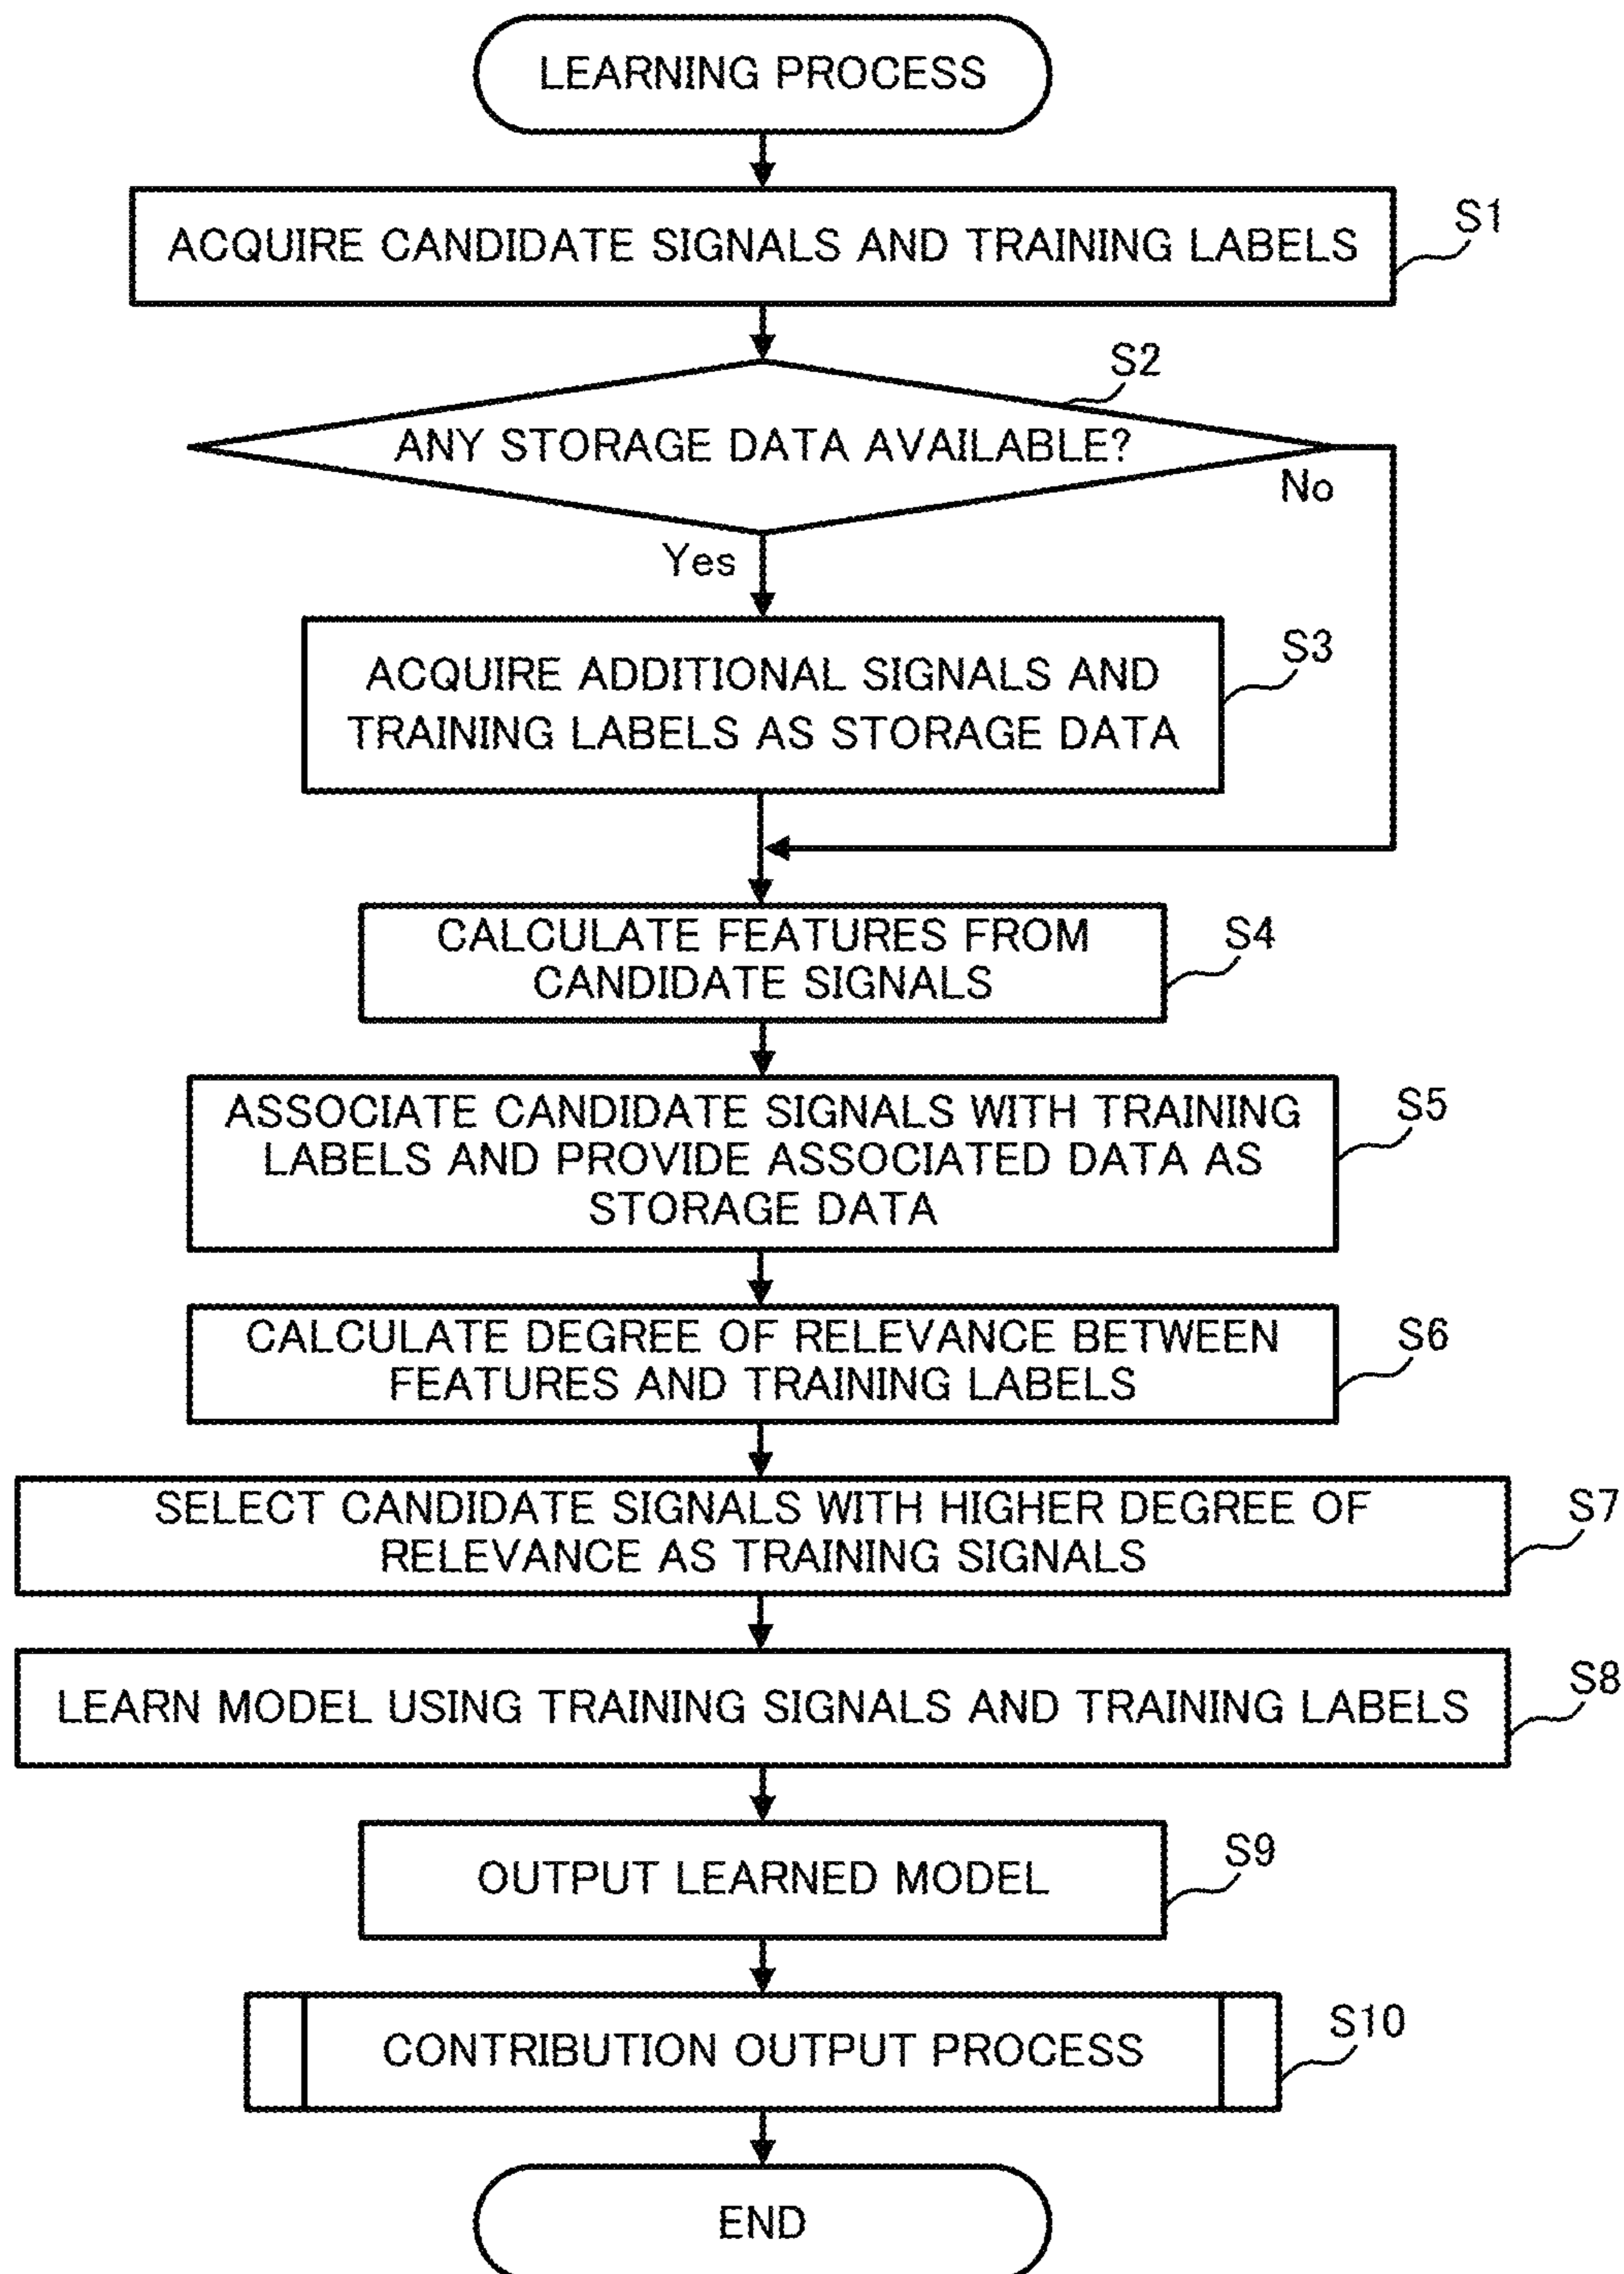 LEARNING PROCESS
ACQUIRE CANDIDATE SIGNALS AND TRAINING LABELS
S1
S2
ANY STORAGE DATA AVAILABLE?
No
Yes
ACQUIRE ADDITIONAL SIGNALS AND
TRAINING LABELS AS STORAGE DATA
S3
CALCULATE FEATURES FROM
CANDIDATE SIGNALS
S4
ASSOCIATE CANDIDATE SIGNALS WITH TRAINING
LABELS AND PROVIDE ASSOCIATED DATA AS
STORAGE DATA
S5
CALCULATE DEGREE OF RELEVANCE BETWEEN
FEATURES AND TRAINING LABELS
S6
SELECT CANDIDATE SIGNALS WITH HIGHER DEGREE OF
RELEVANCE AS TRAINING SIGNALS
S7
LEARN MODEL USING TRAINING SIGNALS AND TRAINING LABELS
S8
OUTPUT LEARNED MODEL
S9
CONTRIBUTION OUTPUT PROCESS
S10
END